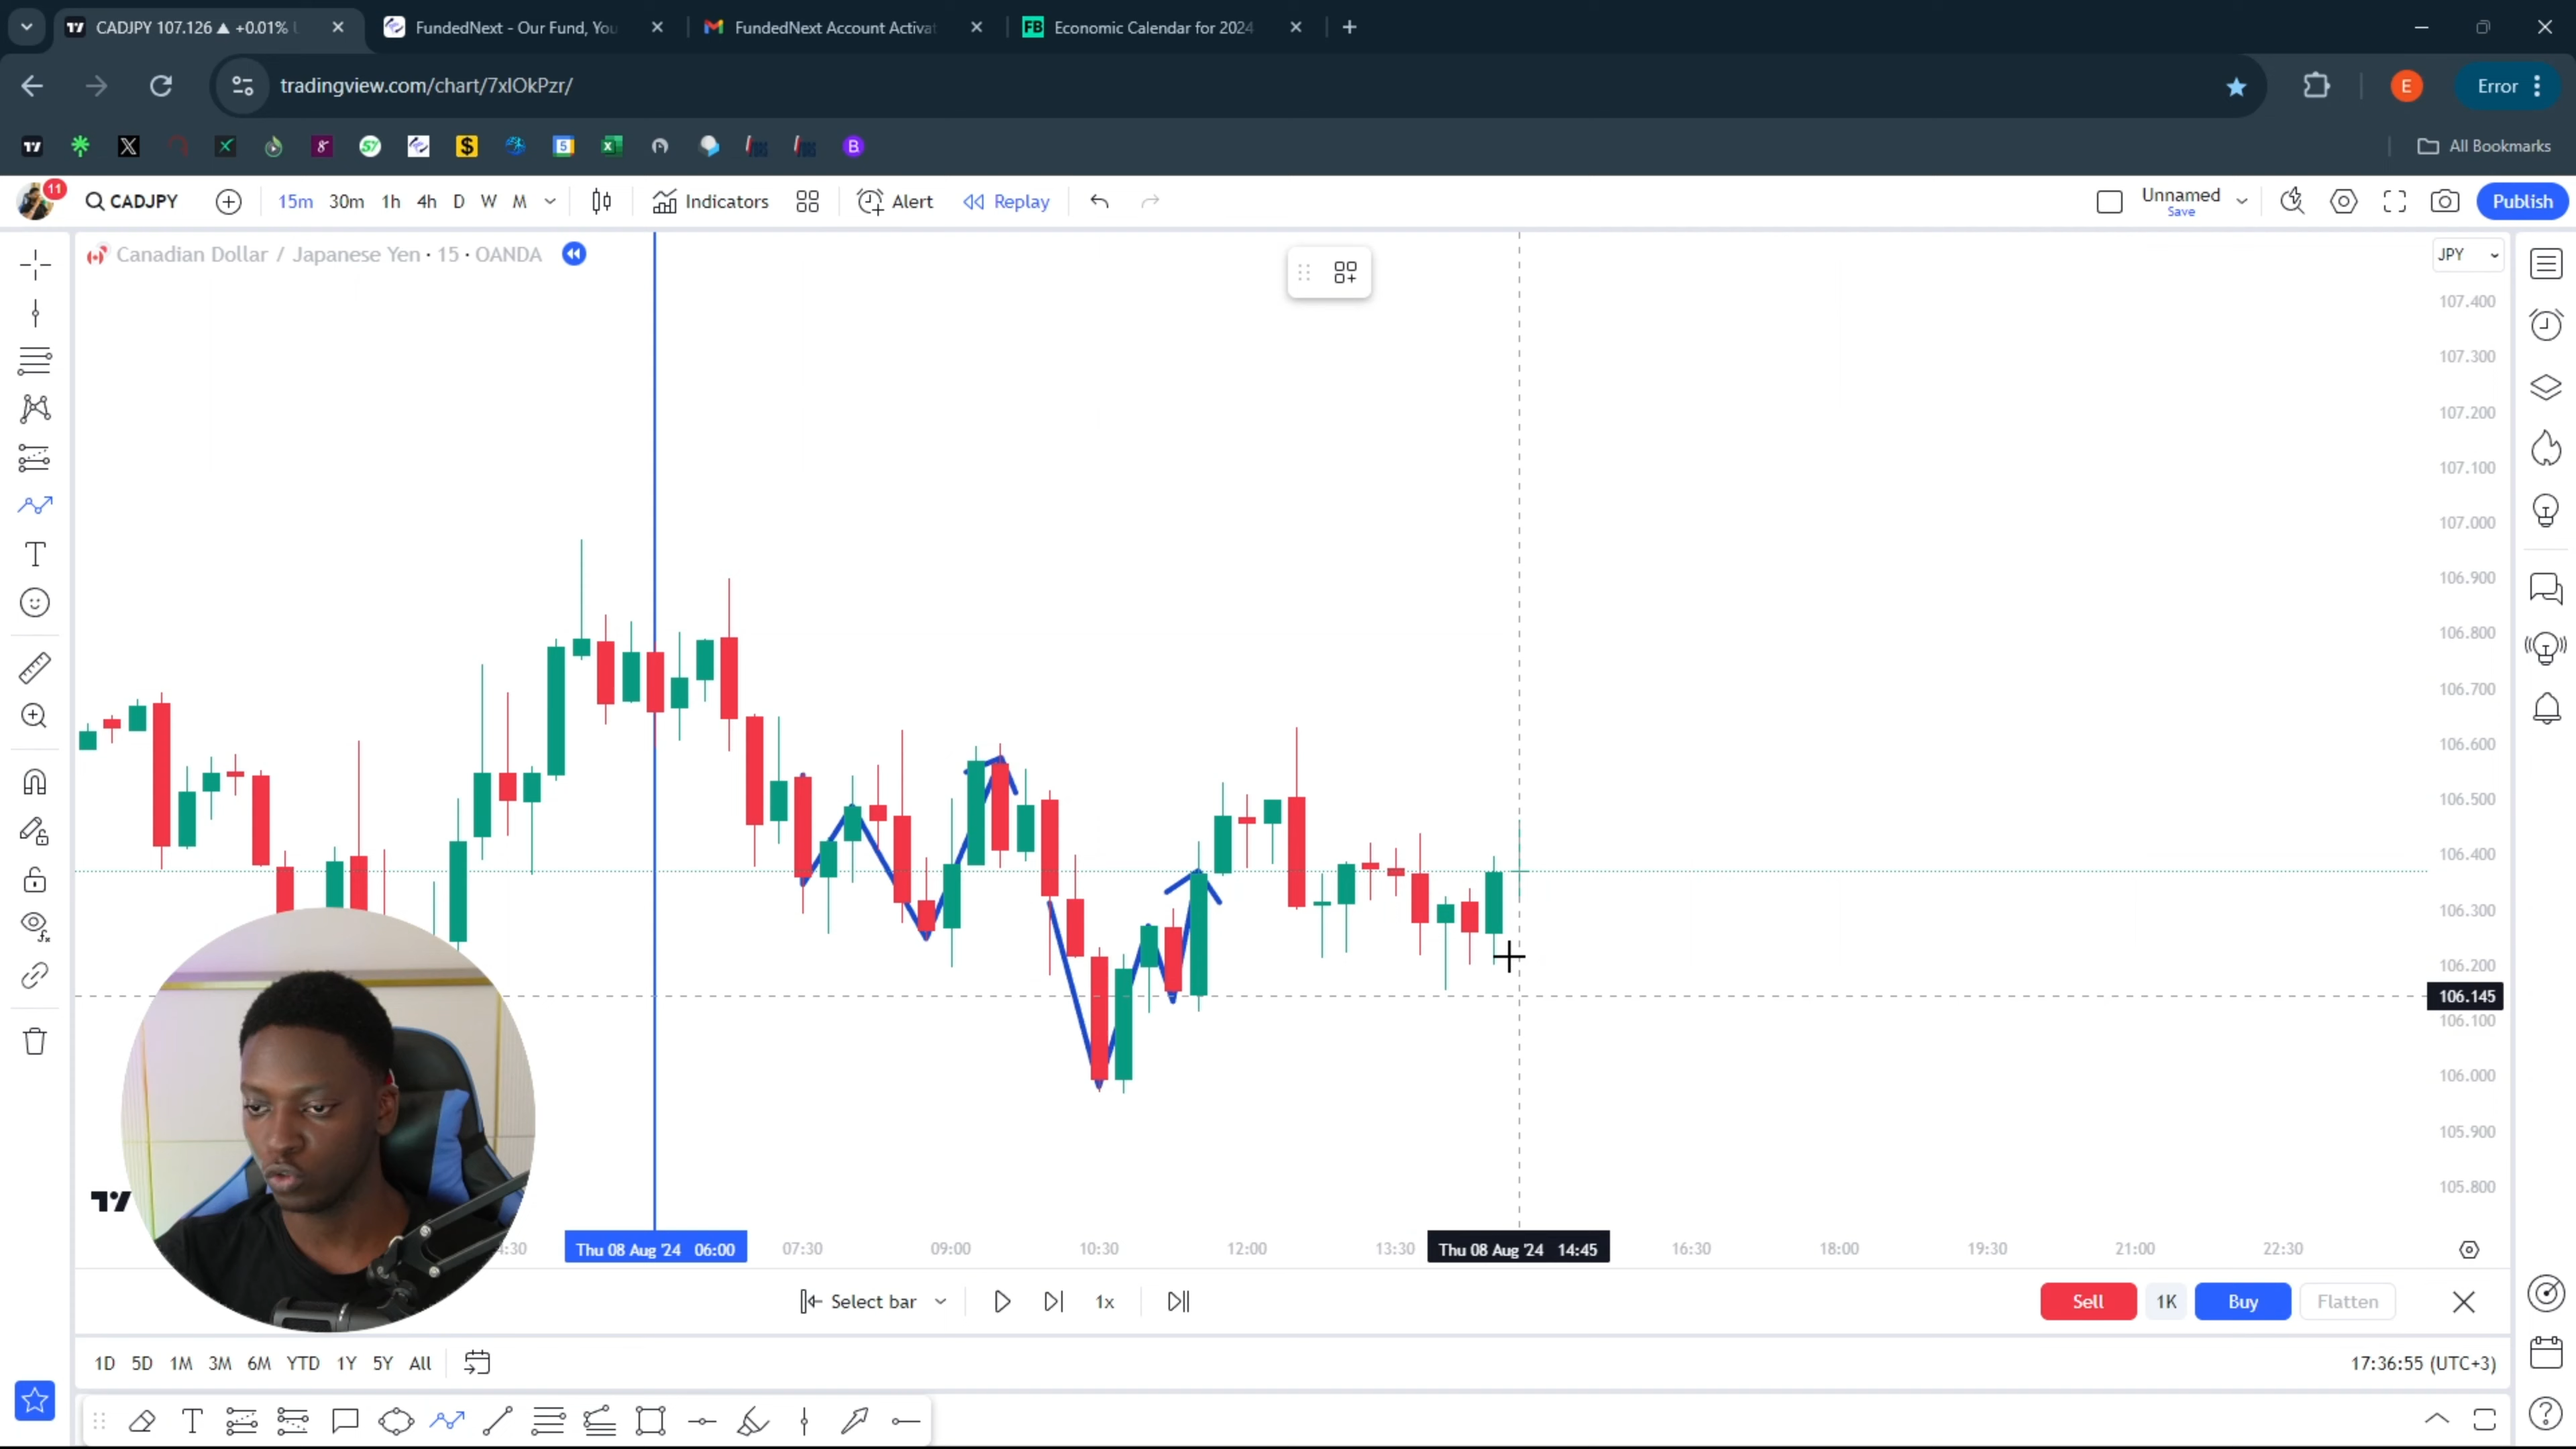 CADJPY 107.126 ▲ +0.01%
FundedNext - Our Fund, You
FundedNext Account Activat
FB
Economic Calendar for 2024
tradingview.com/chart/7xIOkPzr/
E
Error
All Bookmarks
11
CADJPY
15m
30m
1h
4h
D
W
M
Indicators
Alert
Replay
Unnamed
Save
Publish
Canadian Dollar / Japanese Yen · 15 · OANDA
JPY
107.400
107.300
107.200
107.100
107.000
106.900
106.800
106.700
106.600
106.500
106.400
106.300
106.200
106.145
106.100
106.000
105.900
105.800
:30
Thu 08 Aug '24 06:00
07:30
09:00
10:30
12:00
13:30
Thu 08 Aug '24 14:45
16:30
18:00
19:30
21:00
22:30
Select bar
1x
Sell
1K
Buy
Flatten
1D
5D
1M
3M
6M
YTD
1Y
5Y
All
17:36:55 (UTC+3)